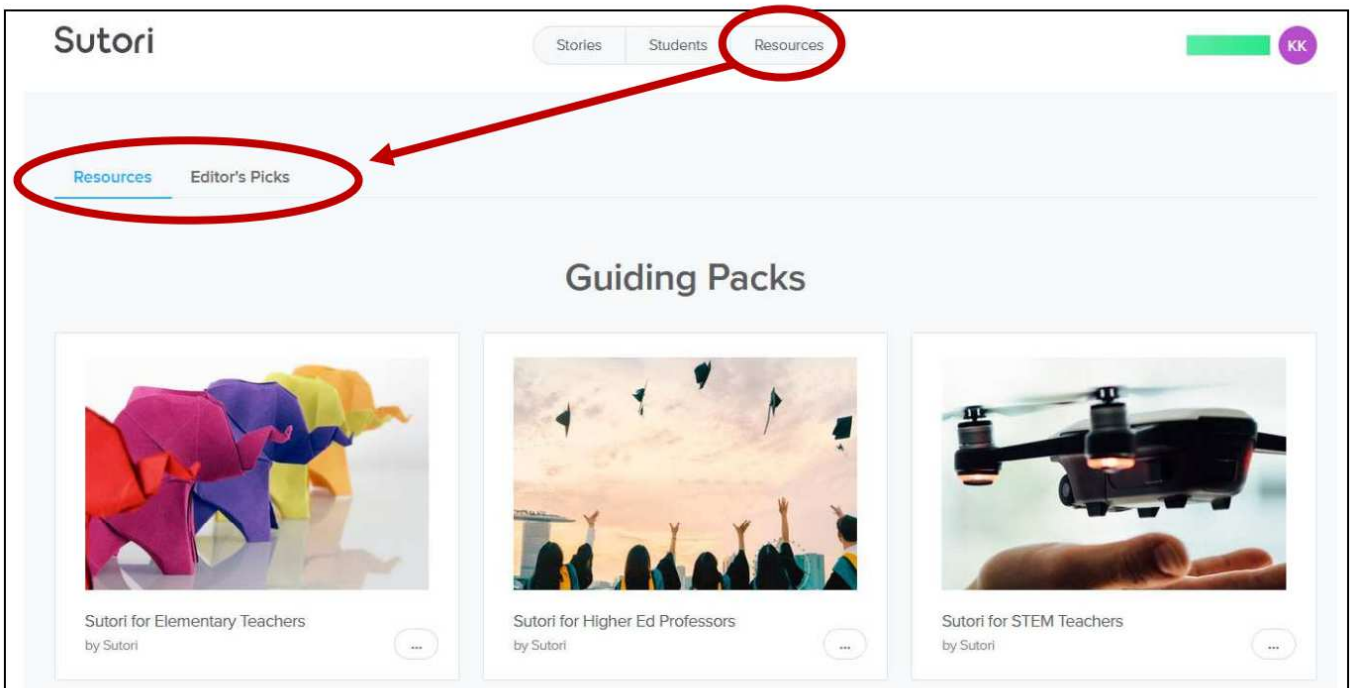 Sutori
Stories Students Resources
KK
Resources Editor's Picks
Guiding Packs
Sutori for Elementary Teachers
by Sutori
...
Sutori for Higher Ed Professors
by Sutori
...
Sutori for STEM Teachers
by Sutori
...